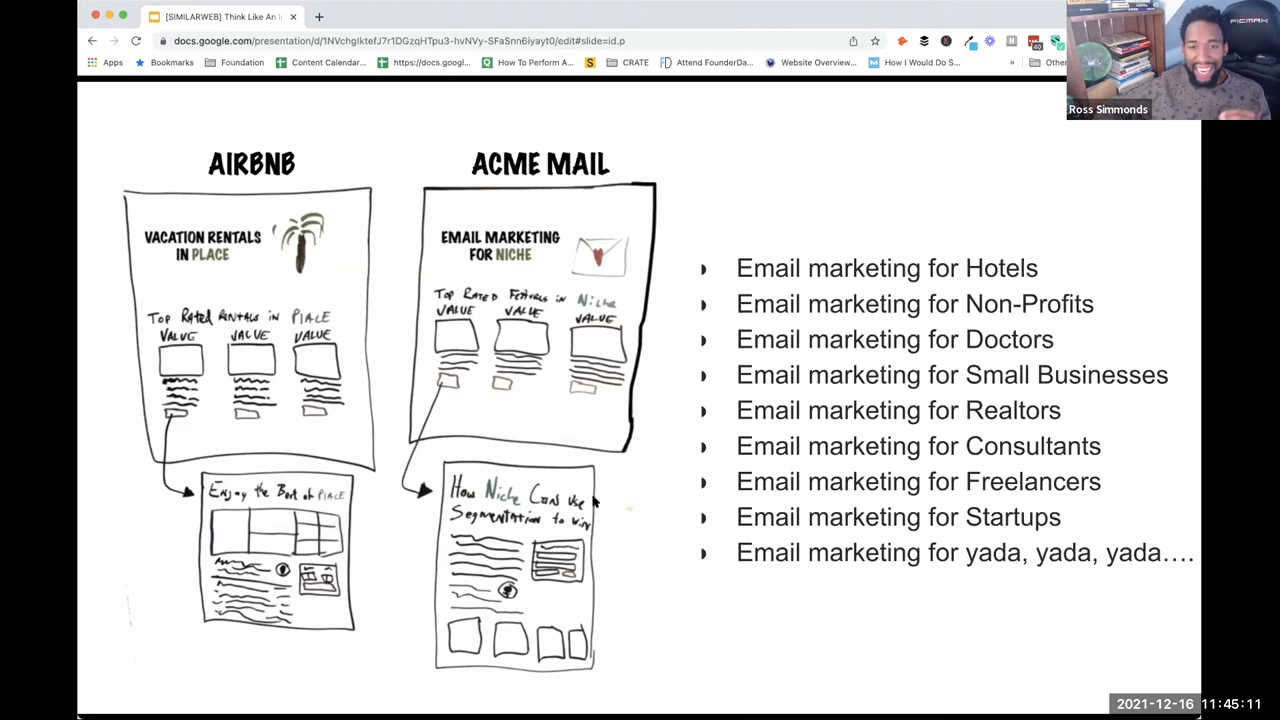 [SIMILARWEB] Think Like An I
docs.google.com/presentation/d/1NVchgIktefJ7r1DGzqHTpu3-hvNVy-SFaSnn6iyayt0/edit#slide=id.p
40
Apps
Bookmarks
Foundation
Content Calendar...
https://docs.googl...
How To Perform A...
CRATE
Attend FounderDa...
Website Overview...
How I Would Do S...
»
Other
PICMAX
Ross Simmonds
AIRBNB
VACATION RENTALS
IN PLACE
TOP RATED RENTALS IN PLACE
VALUE VALUE VALUE
Enjoy the Best of PLACE
ACME MAIL
EMAIL MARKETING
FOR NICHE
TOP RATED FEATURES IN Niche
VALUE VALUE VALUE
How Niche Can use
Segmentation to win
Email marketing for Hotels
Email marketing for Non-Profits
Email marketing for Doctors
Email marketing for Small Businesses
Email marketing for Realtors
Email marketing for Consultants
Email marketing for Freelancers
Email marketing for Startups
Email marketing for yada, yada, yada....
2021-12-16 11:45:11